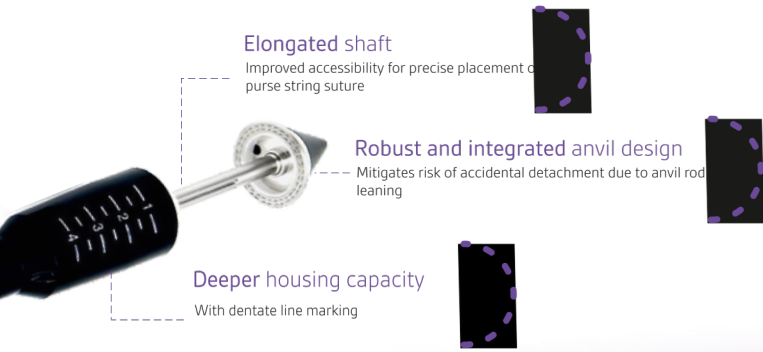 Elongated shaft
Improved accessibility for precise placement o
purse string suture
Robust and integrated anvil design
Mitigates risk of accidental detachment due to anvil rod
leaning
1
2
3
4
Deeper housing capacity
With dentate line marking